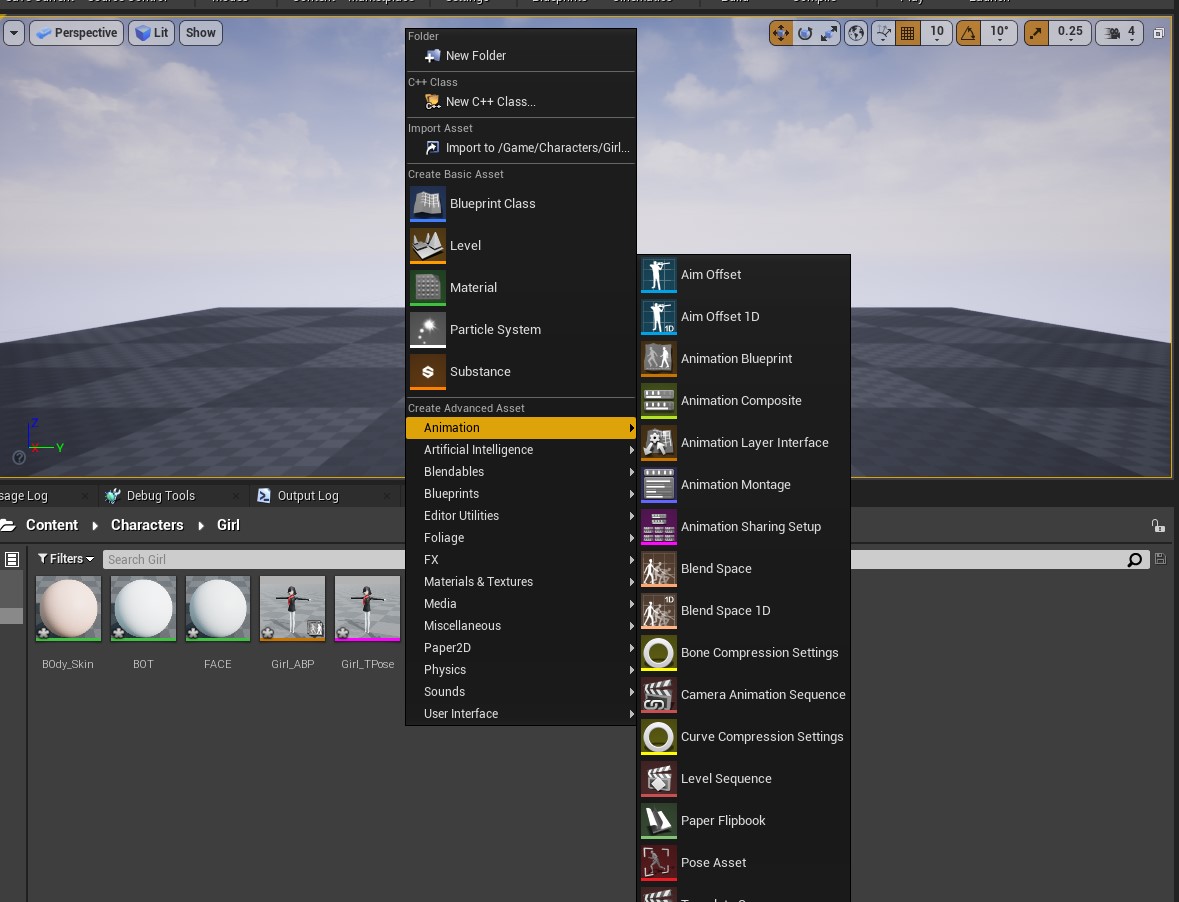 Perspective Lit Show
10 10° 0.25 4
Folder
New Folder
C++ Class
New C++ Class...
Import Asset
Import to /Game/Characters/Girl...
Create Basic Asset
Blueprint Class
Level
Material
Particle System
Substance
Create Advanced Asset
Animation
Artificial Intelligence
Blendables
Blueprints
Editor Utilities
Foliage
FX
Materials & Textures
Media
Miscellaneous
Paper2D
Physics
Sounds
User Interface
Aim Offset
Aim Offset 1D
1D
Animation Blueprint
Animation Composite
Animation Layer Interface
Animation Montage
Animation Sharing Setup
Blend Space
Blend Space 1D
1D
Bone Compression Settings
Camera Animation Sequence
Curve Compression Settings
Level Sequence
Paper Flipbook
Pose Asset
Z
X Y
sage Log Debug Tools Output Log
Content Characters Girl
Filters Search Girl
BOdy_Skin BOT FACE Girl_ABP Girl_TPose